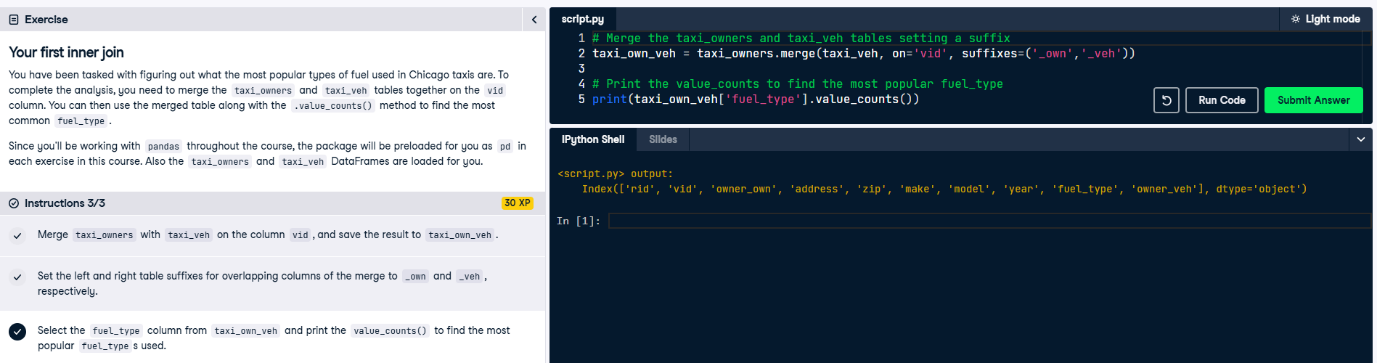 Exercise
Your first inner join
You have been tasked with figuring out what the most popular types of fuel used in Chicago taxis are. To
complete the analysis, you need to merge the taxi_owners and taxi_veh tables together on the vid
column. You can then use the merged table along with the .value_counts() method to find the most
common fuel_type.
Since you'll be working with pandas throughout the course, the package will be preloaded for you as pd in
each exercise in this course. Also the taxi_owners and taxi_veh DataFrames are loaded for you.
Instructions 3/3
30 XP
Merge taxi_owners with taxi_veh on the column vid, and save the result to taxi_own_veh.
Set the left and right table suffixes for overlapping columns of the merge to _own and _veh,
respectively.
Select the fuel_type column from taxi_own_veh and print the value_counts() to find the most
popular fuel_types used.
script.py
Light mode
1 # Merge the taxi_owners and taxi_veh tables setting a suffix
2 taxi_own_veh = taxi_owners.merge(taxi_veh, on='vid', suffixes=('_own','_veh'))
3
4 # Print the value_counts to find the most popular fuel_type
5 print(taxi_own_veh['fuel_type'].value_counts())
Run Code
Submit Answer
IPython Shell
Slides
<script.py> output:
Index(['rid', 'vid', 'owner_own', 'address', 'zip', 'make', 'model', 'year', 'fuel_type', 'owner_veh'], dtype='object')
In [1]: